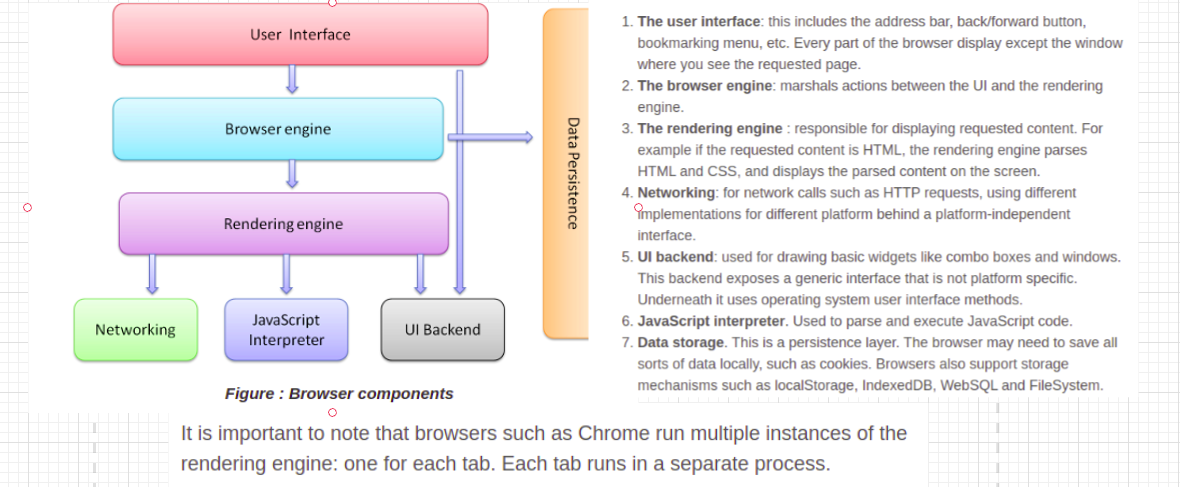 User Interface
Browser engine
Rendering engine
Networking
JavaScript
Interpreter
UI Backend
Data Persistence
Figure : Browser components
1. The user interface: this includes the address bar, back/forward button,
bookmarking menu, etc. Every part of the browser display except the window
where you see the requested page.
2. The browser engine: marshals actions between the UI and the rendering
engine.
3. The rendering engine : responsible for displaying requested content. For
example if the requested content is HTML, the rendering engine parses
HTML and CSS, and displays the parsed content on the screen.
4. Networking: for network calls such as HTTP requests, using different
implementations for different platform behind a platform-independent
interface.
5. UI backend: used for drawing basic widgets like combo boxes and windows.
This backend exposes a generic interface that is not platform specific.
Underneath it uses operating system user interface methods.
6. JavaScript interpreter. Used to parse and execute JavaScript code.
7. Data storage. This is a persistence layer. The browser may need to save all
sorts of data locally, such as cookies. Browsers also support storage
mechanisms such as localStorage, IndexedDB, WebSQL and FileSystem.
It is important to note that browsers such as Chrome run multiple instances of the
rendering engine: one for each tab. Each tab runs in a separate process.